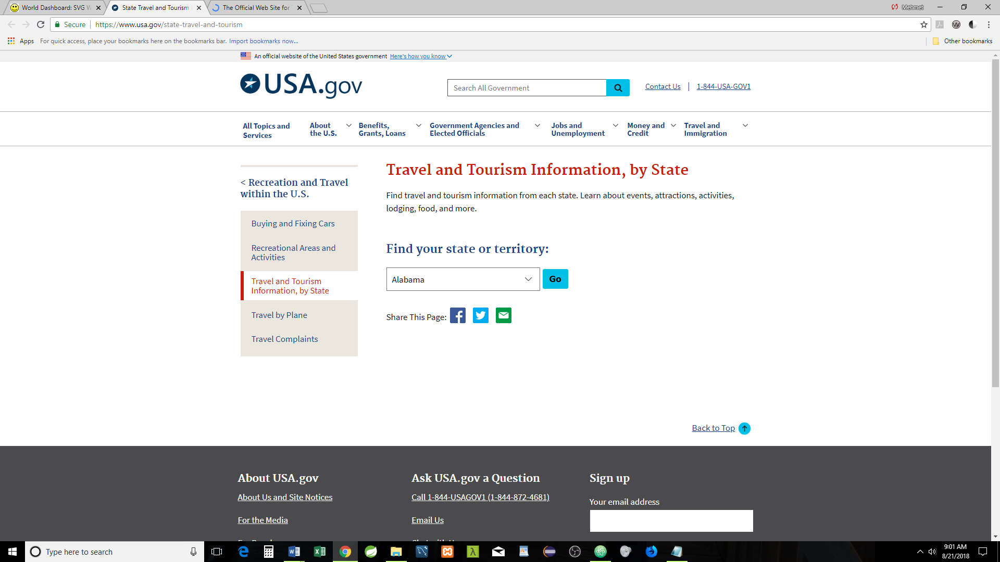 World Dashboard: SVG W
State Travel and Tourism
The Official Web Site for
Mehmet
Secure
https://www.usa.gov/state-travel-and-tourism
Apps
For quick access, place your bookmarks here on the bookmarks bar. Import bookmarks now...
Other bookmarks
An official website of the United States government Here's how you know
USA.gov
Search All Government
Contact Us
1-844-USA-GOV1
All Topics and
Services
About
the U.S.
Benefits,
Grants, Loans
Government Agencies and
Elected Officials
Jobs and
Unemployment
Money and
Credit
Travel and
Immigration
< Recreation and Travel
within the U.S.
Buying and Fixing Cars
Recreational Areas and
Activities
Travel and Tourism
Information, by State
Travel by Plane
Travel Complaints
Travel and Tourism Information, by State
Find travel and tourism information from each state. Learn about events, attractions, activities,
lodging, food, and more.
Find your state or territory:
Alabama
Go
Share This Page:
Back to Top
About USA.gov
About Us and Site Notices
For the Media
Ask USA.gov a Question
Call 1-844-USAGOV1 (1-844-872-4681)
Email Us
Sign up
Your email address
Type here to search
9:01 AM
8/21/2018